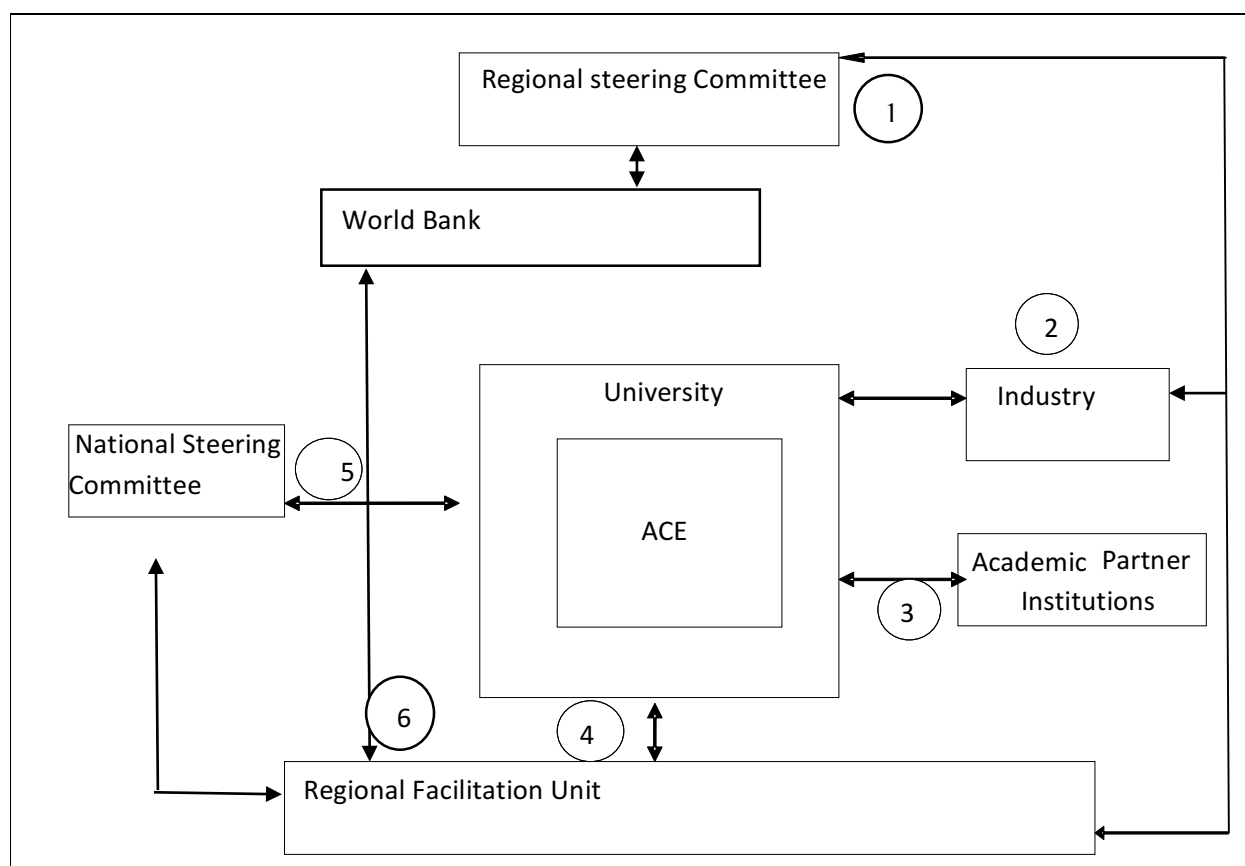 Regional steering Committee
1
World Bank
2
University
Industry
National Steering
Committee
5
ACE
Academic Partner
Institutions
3
6
4
Regional Facilitation Unit